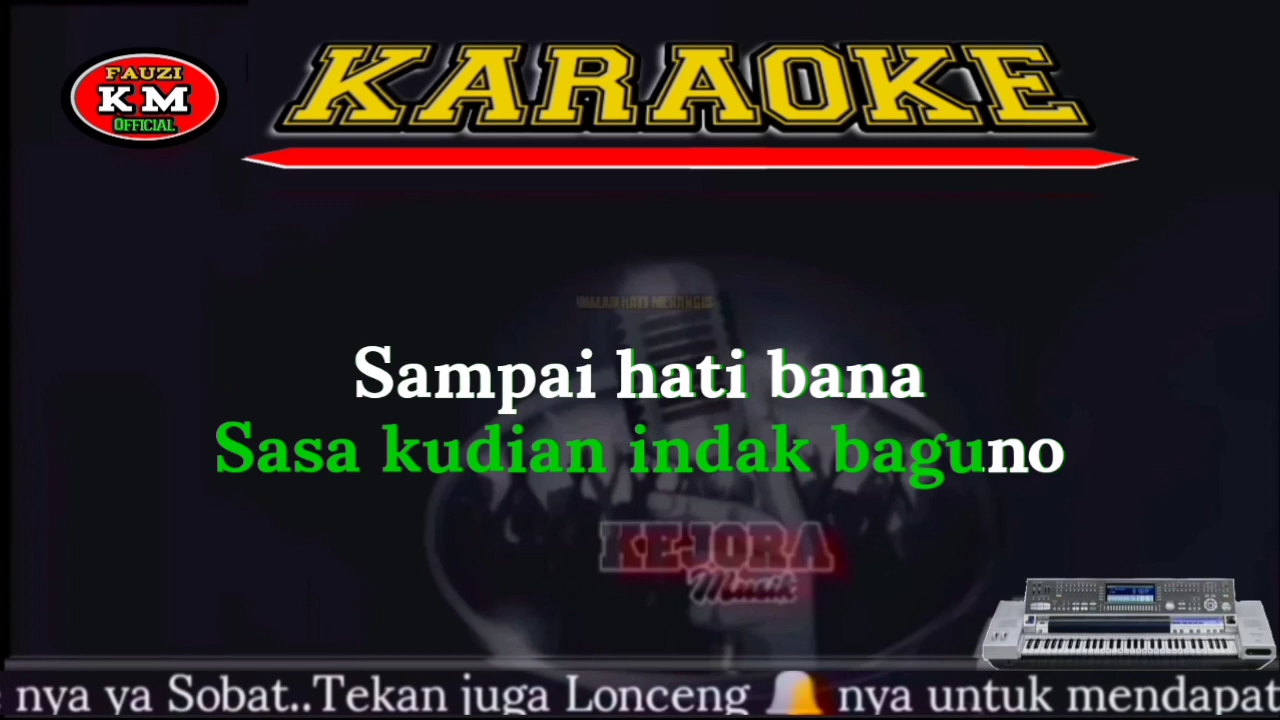 FAUZI
KM
OFFICIAL
KARAOKE
Sampai hati bana
Sasa kudian indak baguno
KEJORA
Musik
nya ya Sobat..Tekan juga Lonceng 🔔 nya untuk mendapat